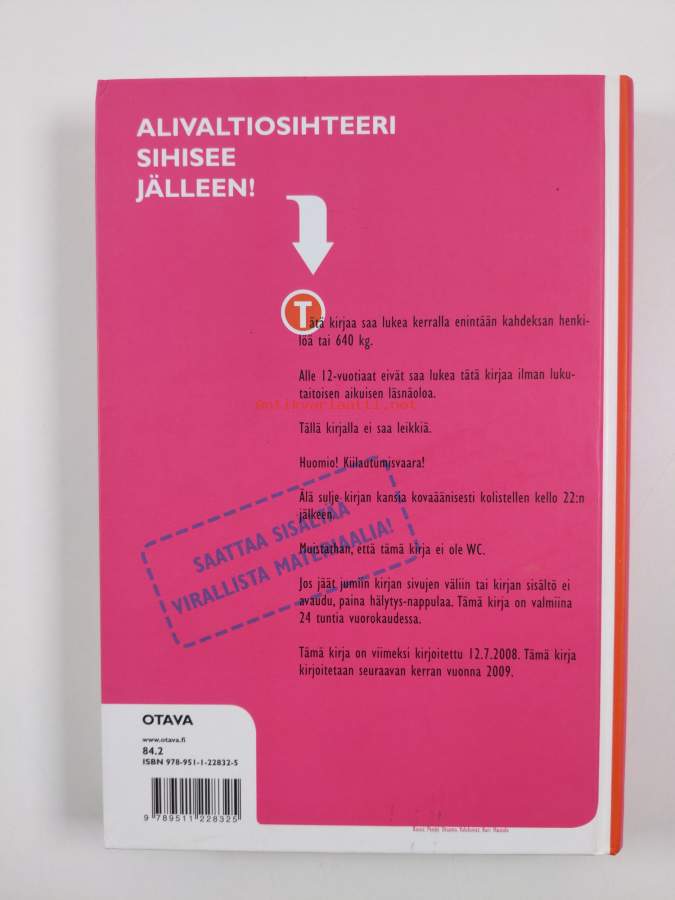 ALIVALTIOSIHTEERI
SIHISEE
JÄLLEEN!
Tätä kirjaa saa lukea kerralla enintään kahdeksan henki-
löä tai 640 kg.
Alle 12-vuotiaat eivät saa lukea tätä kirjaa ilman luku-
taitoisen aikuisen läsnäoloa.
antikvariaatti.net
Tällä kirjalla ei saa leikkiä.
Huomio! Kiilautumisvaara!
Älä sulje kirjan kansia kovaäänisesti kolistellen kello 22:n
jälkeen.
SAATTAA SISÄLTÄÄ
VIRALLISTA MATERIAALIA!
Muistathan, että tämä kirja ei ole WC.
Jos jäät jumiin kirjan sivujen väliin tai kirjan sisältö ei
avaudu, paina hälytys-nappulaa. Tämä kirja on valmiina
24 tuntia vuorokaudessa.
Tämä kirja on viimeksi kirjoitettu 12.7.2008. Tämä kirja
kirjoitetaan seuraavan kerran vuonna 2009.
OTAVA
www.otava.fi
84.2
ISBN 978-951-1-22832-5
9 789511 228325